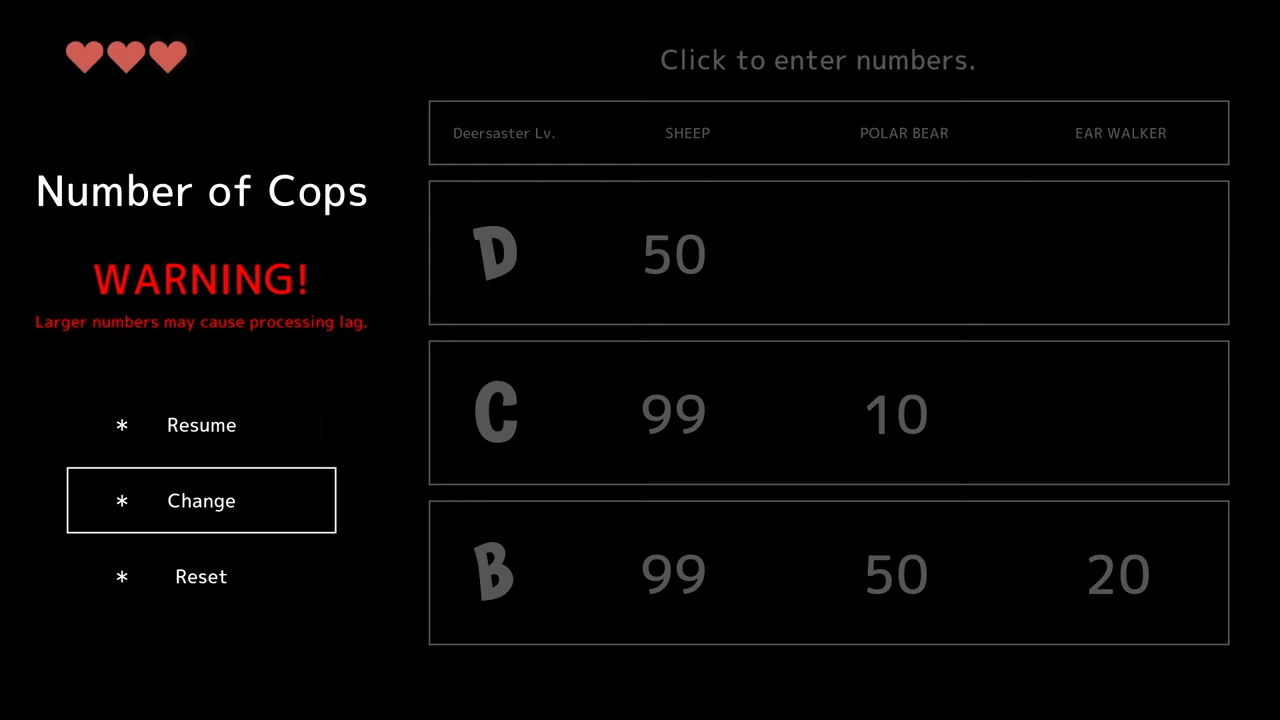 Click to enter numbers.
Deersaster Lv. SHEEP POLAR BEAR EAR WALKER
Number of Cops
WARNING!
Larger numbers may cause processing lag.
* Resume
* Change
* Reset
D 50
C 99 10
B 99 50 20